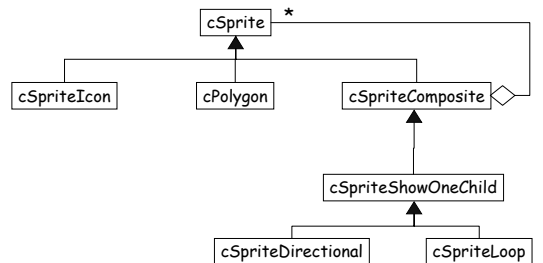 cSprite *
cSpriteIcon cPolygon cSpriteComposite
cSpriteShowOneChild
cSpriteDirectional cSpriteLoop